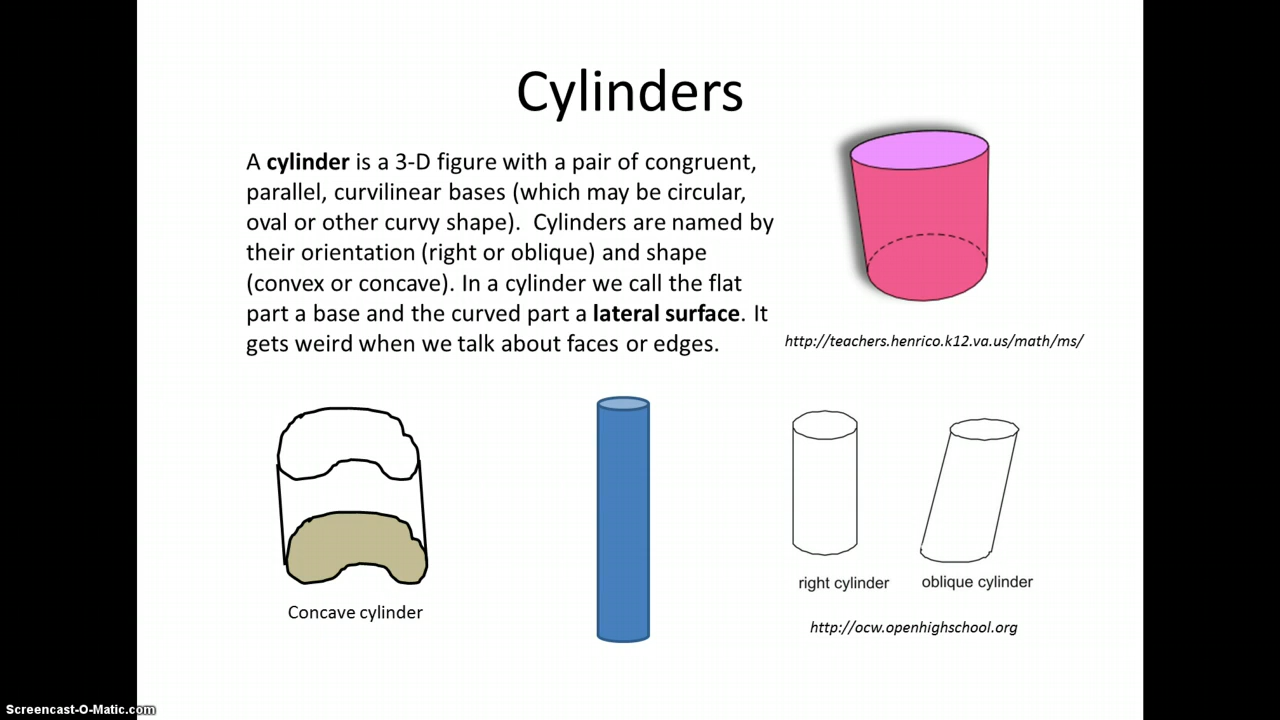 Cylinders
A cylinder is a 3-D figure with a pair of congruent,
parallel, curvilinear bases (which may be circular,
oval or other curvy shape).  Cylinders are named by
their orientation (right or oblique) and shape
(convex or concave). In a cylinder we call the flat
part a base and the curved part a lateral surface. It
gets weird when we talk about faces or edges.
http://teachers.henrico.k12.va.us/math/ms/
Concave cylinder
right cylinder
oblique cylinder
http://ocw.openhighschool.org
Screencast-O-Matic.com